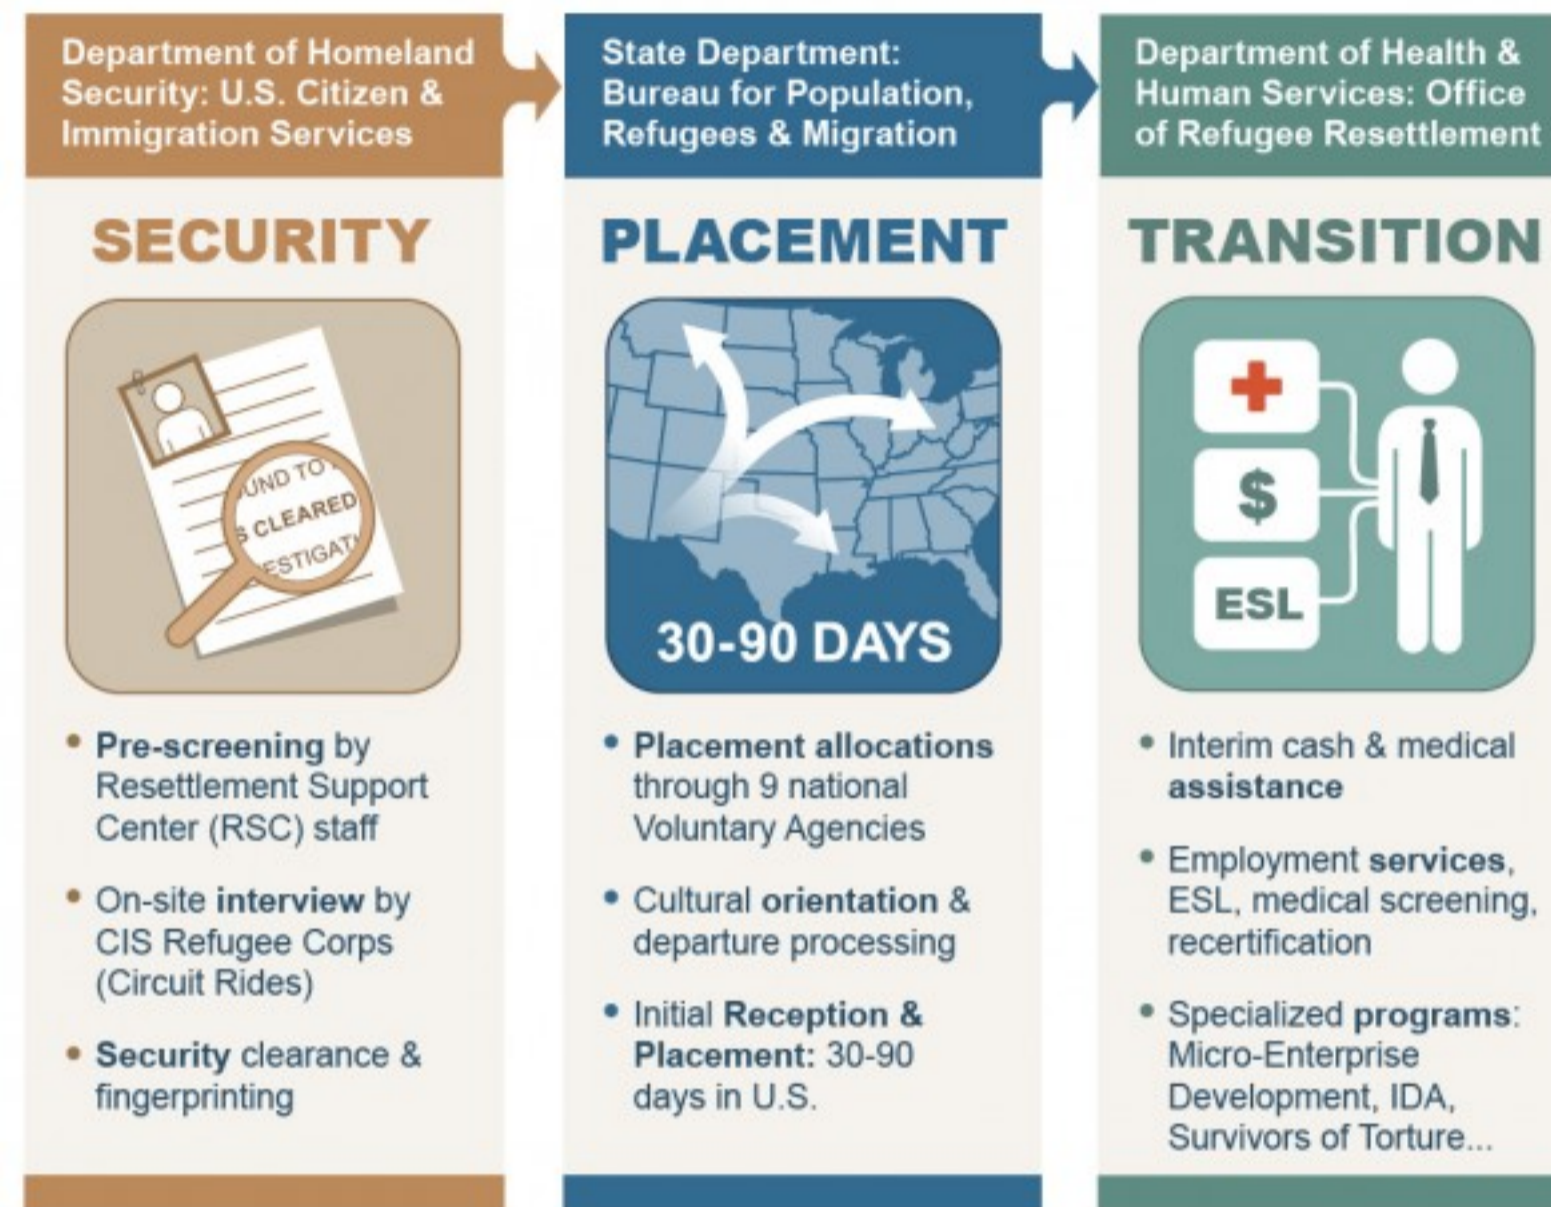 Department of Homeland
Security: U.S. Citizen &
Immigration Services
SECURITY
UND TO
S CLEARED
ESTIGATI
Pre-screening by
Resettlement Support
Center (RSC) staff
On-site interview by
CIS Refugee Corps
(Circuit Rides)
Security clearance &
fingerprinting
State Department:
Bureau for Population,
Refugees & Migration
PLACEMENT
30-90 DAYS
Placement allocations
through 9 national
Voluntary Agencies
Cultural orientation &
departure processing
Initial Reception &
Placement: 30-90
days in U.S.
Department of Health &
Human Services: Office
of Refugee Resettlement
TRANSITION
$
ESL
Interim cash & medical
assistance
Employment services,
ESL, medical screening,
recertification
Specialized programs:
Micro-Enterprise
Development, IDA,
Survivors of Torture...